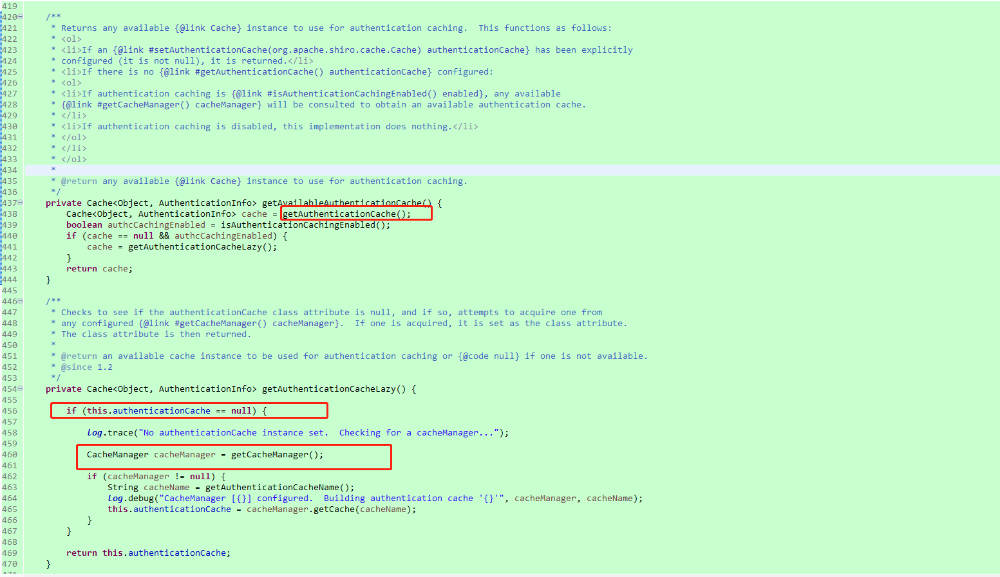 419
420 /**
421 * Returns any available {@link Cache} instance to use for authentication caching.  This functions as follows:
422 * <ol>
423 * <li>If an {@link #setAuthenticationCache(org.apache.shiro.cache.Cache) authenticationCache} has been explicitly
424 * configured (it is not null), it is returned.</li>
425 * <li>If there is no {@link #getAuthenticationCache() authenticationCache} configured:
426 * <ol>
427 * <li>If authentication caching is {@link #isAuthenticationCachingEnabled() enabled}, any available
428 * {@link #getCacheManager() cacheManager} will be consulted to obtain an available authentication cache.
429 * </li>
430 * <li>If authentication caching is disabled, this implementation does nothing.</li>
431 * </ol>
432 * </li>
433 * </ol>
434 *
435 * @return any available {@link Cache} instance to use for authentication caching.
436 */
437 private Cache<Object, AuthenticationInfo> getAvailableAuthenticationCache() {
438 Cache<Object, AuthenticationInfo> cache = getAuthenticationCache();
439 boolean authcCachingEnabled = isAuthenticationCachingEnabled();
440 if (cache == null && authcCachingEnabled) {
441 cache = getAuthenticationCacheLazy();
442 }
443 return cache;
444 }
445
446 /**
447 * Checks to see if the authenticationCache class attribute is null, and if so, attempts to acquire one from
448 * any configured {@link #getCacheManager() cacheManager}.  If one is acquired, it is set as the class attribute.
449 * The class attribute is then returned.
450 *
451 * @return an available cache instance to be used for authentication caching or {@code null} if one is not available.
452 * @since 1.2
453 */
454 private Cache<Object, AuthenticationInfo> getAuthenticationCacheLazy() {
455
456 if (this.authenticationCache == null) {
457
458 log.trace("No authenticationCache instance set.  Checking for a cacheManager...");
459
460 CacheManager cacheManager = getCacheManager();
461
462 if (cacheManager != null) {
463 String cacheName = getAuthenticationCacheName();
464 log.debug("CacheManager [{}] configured.  Building authentication cache '{}'", cacheManager, cacheName);
465 this.authenticationCache = cacheManager.getCache(cacheName);
466 }
467 }
468
469 return this.authenticationCache;
470 }